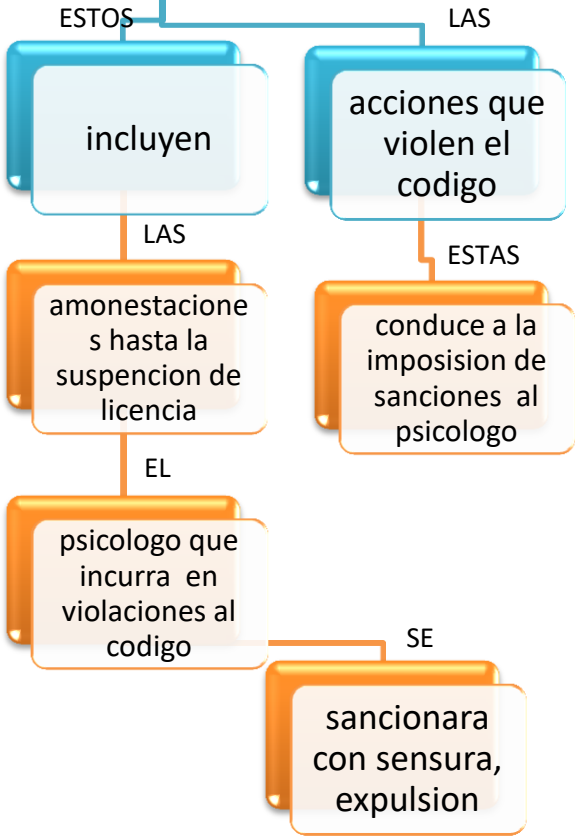 ESTOS
LAS
incluyen
acciones que
violen el
codigo
LAS
ESTAS
amonestacione
s hasta la
suspencion de
licencia
conduce a la
imposision de
sanciones al
psicologo
EL
psicologo que
incurra en
violaciones al
codigo
SE
sancionara
con sensura,
expulsion